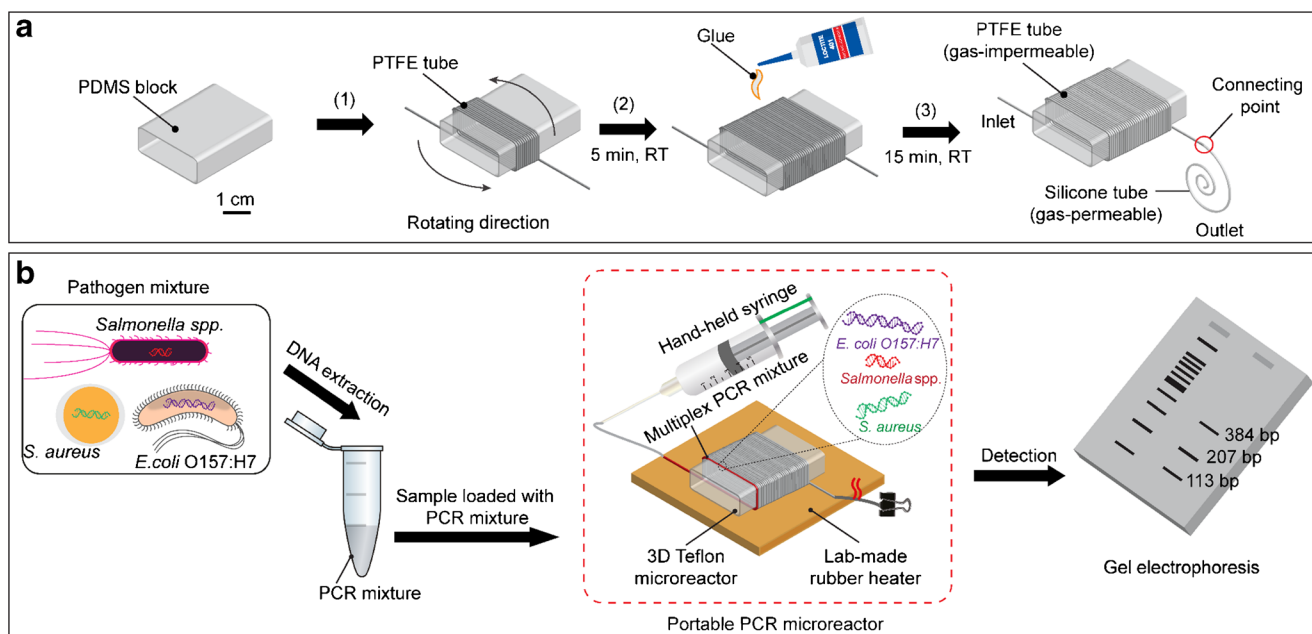 a
Glue
LOCTITE
401
PDMS block
1 cm
(1)
PTFE tube
Rotating direction
(2)
5 min, RT
(3)
15 min, RT
PTFE tube
(gas-impermeable)
Inlet
Connecting
point
Silicone tube
(gas-permeable)
Outlet
b
Pathogen mixture
Salmonella spp.
S. aureus
E.coli O157:H7
DNA extraction
PCR mixture
Sample loaded with
PCR mixture
Hand-held syringe
Multiplex PCR mixture
E. coli O157:H7
Salmonella spp.
S. aureus
3D Teflon
microreactor
Lab-made
rubber heater
Portable PCR microreactor
Detection
384 bp
207 bp
113 bp
Gel electrophoresis